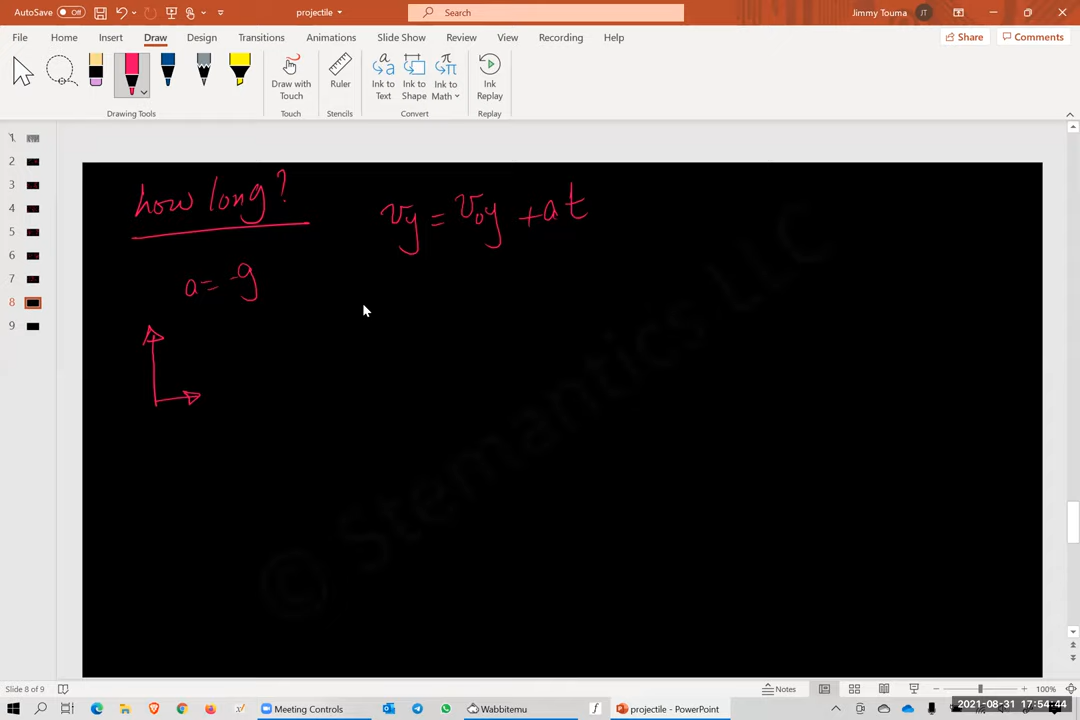 AutoSave Off projectile Search Jimmy Touma JT
File Home Insert Draw Design Transitions Animations Slide Show Review View Recording Help Share Comments
Draw with Touch Ruler Ink to Text Ink to Shape Ink to Math Ink Replay
Drawing Tools Touch Stencils Convert Replay
1
2
3
4
5
6
7
8
9
how long?
vy = v₀y + at
a = -g
© Stemantics LLC
Slide 8 of 9 Notes 100%
Meeting Controls Wabbitemu projectile - PowerPoint 2021-08-31 17:54:44